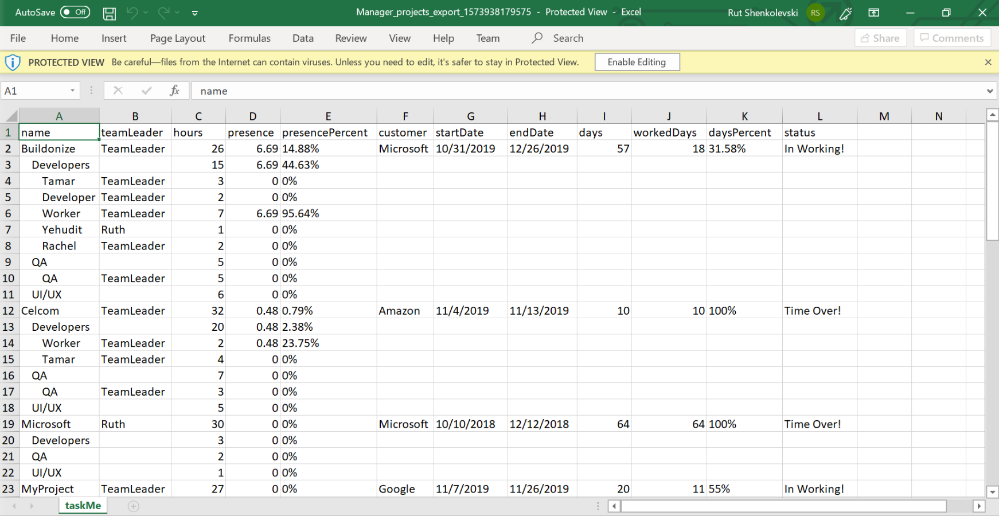 AutoSave Off Manager_projects_export_1573938179575 - Protected View - Excel Rut Shenkolevski RS
File Home Insert Page Layout Formulas Data Review View Help Team Search Share Comments
PROTECTED VIEW Be careful—files from the Internet can contain viruses. Unless you need to edit, it's safer to stay in Protected View. Enable Editing
A1 fx name
A B C D E F G H I J K L M N
1 name teamLeader hours presence presencePercent customer startDate endDate days workedDays daysPercent status
2 Buildonize TeamLeader 26 6.69 14.88% Microsoft 10/31/2019 12/26/2019 57 18 31.58% In Working!
3 Developers 15 6.69 44.63%
4 Tamar TeamLeader 3 0 0%
5 Developer TeamLeader 2 0 0%
6 Worker TeamLeader 7 6.69 95.64%
7 Yehudit Ruth 1 0 0%
8 Rachel TeamLeader 2 0 0%
9 QA 5 0 0%
10 QA TeamLeader 5 0 0%
11 UI/UX 6 0 0%
12 Celcom TeamLeader 32 0.48 0.79% Amazon 11/4/2019 11/13/2019 10 10 100% Time Over!
13 Developers 20 0.48 2.38%
14 Worker TeamLeader 2 0.48 23.75%
15 Tamar TeamLeader 4 0 0%
16 QA 7 0 0%
17 QA TeamLeader 3 0 0%
18 UI/UX 5 0 0%
19 Microsoft Ruth 30 0 0% Microsoft 10/10/2018 12/12/2018 64 64 100% Time Over!
20 Developers 3 0 0%
21 QA 2 0 0%
22 UI/UX 1 0 0%
23 MyProject TeamLeader 27 0 0% Google 11/7/2019 11/26/2019 20 11 55% In Working!
taskMe